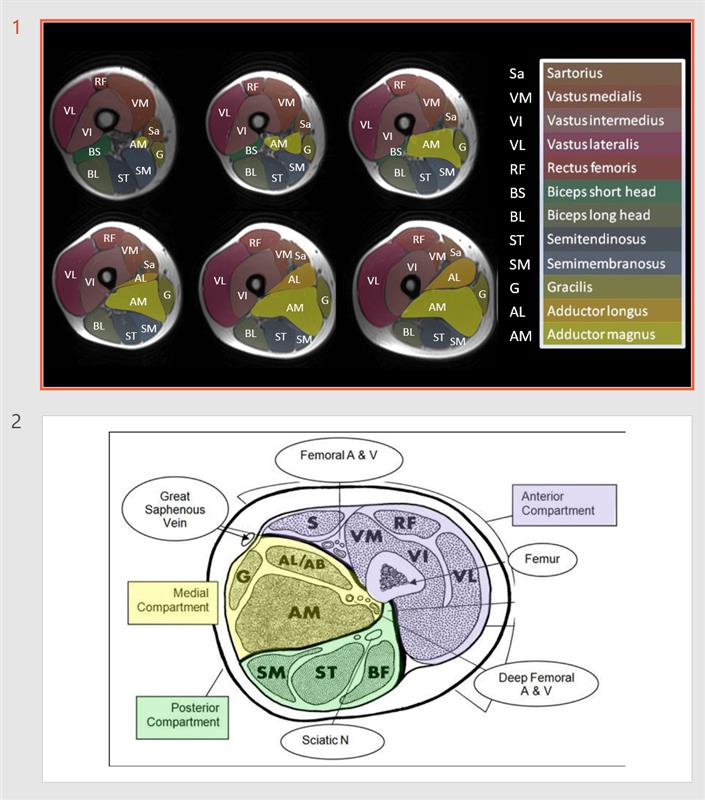 1
RF
VL
VM
VI
Sa
AM
BS
G
BL
ST
SM
RF
VL
VM
VI
Sa
AM
BS
G
BL
ST
SM
RF
VL
VM
VI
Sa
AM
BS
G
BL
ST
SM
RF
VM
VL
Sa
VI
AL
AM
G
BL
ST
SM
RF
VM Sa
VL
AL
VI
AM
G
BL
ST
SM
RF
VM Sa
VL
AL
VI
G
AM
BL
ST
SM
Sa Sartorius
VM Vastus medialis
VI Vastus intermedius
VL Vastus lateralis
RF Rectus femoris
BS Biceps short head
BL Biceps long head
ST Semitendinosus
SM Semimembranosus
G Gracilis
AL Adductor longus
AM Adductor magnus
2
Femoral A & V
Great
Saphenous
Vein
Anterior
Compartment
S
RF
VM
VI
AL/AB
Femur
G
VL
Medial
Compartment
AM
SM
ST
BF
Deep Femoral
A & V
Posterior
Compartment
Sciatic N